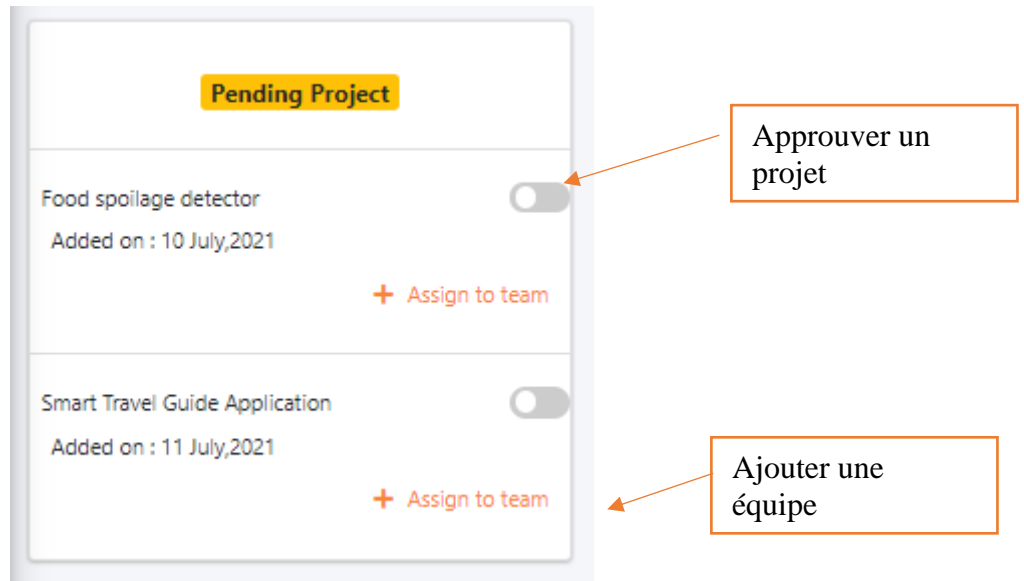 Pending Project
Approuver un
projet
Food spoilage detector
Added on : 10 July,2021
+ Assign to team
Smart Travel Guide Application
Added on : 11 July,2021
Ajouter une
équipe
+ Assign to team